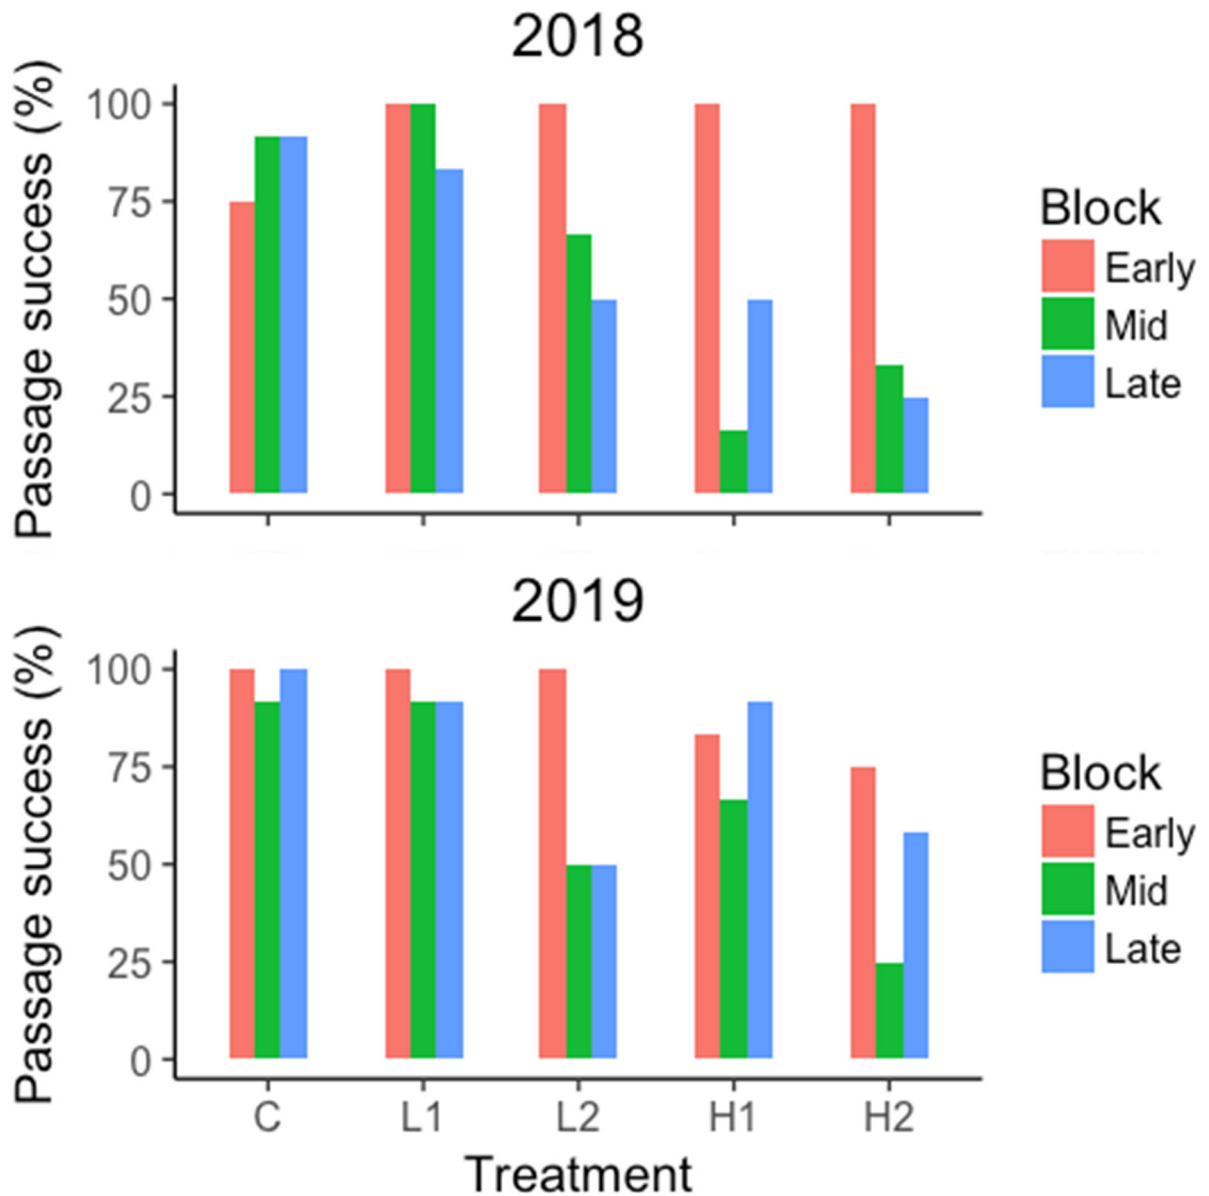 2018
Passage success (%)
100
75
50
25
0
Block
Early
Mid
Late
2019
Passage success (%)
100
75
50
25
0
C L1 L2 H1 H2
Treatment
Block
Early
Mid
Late